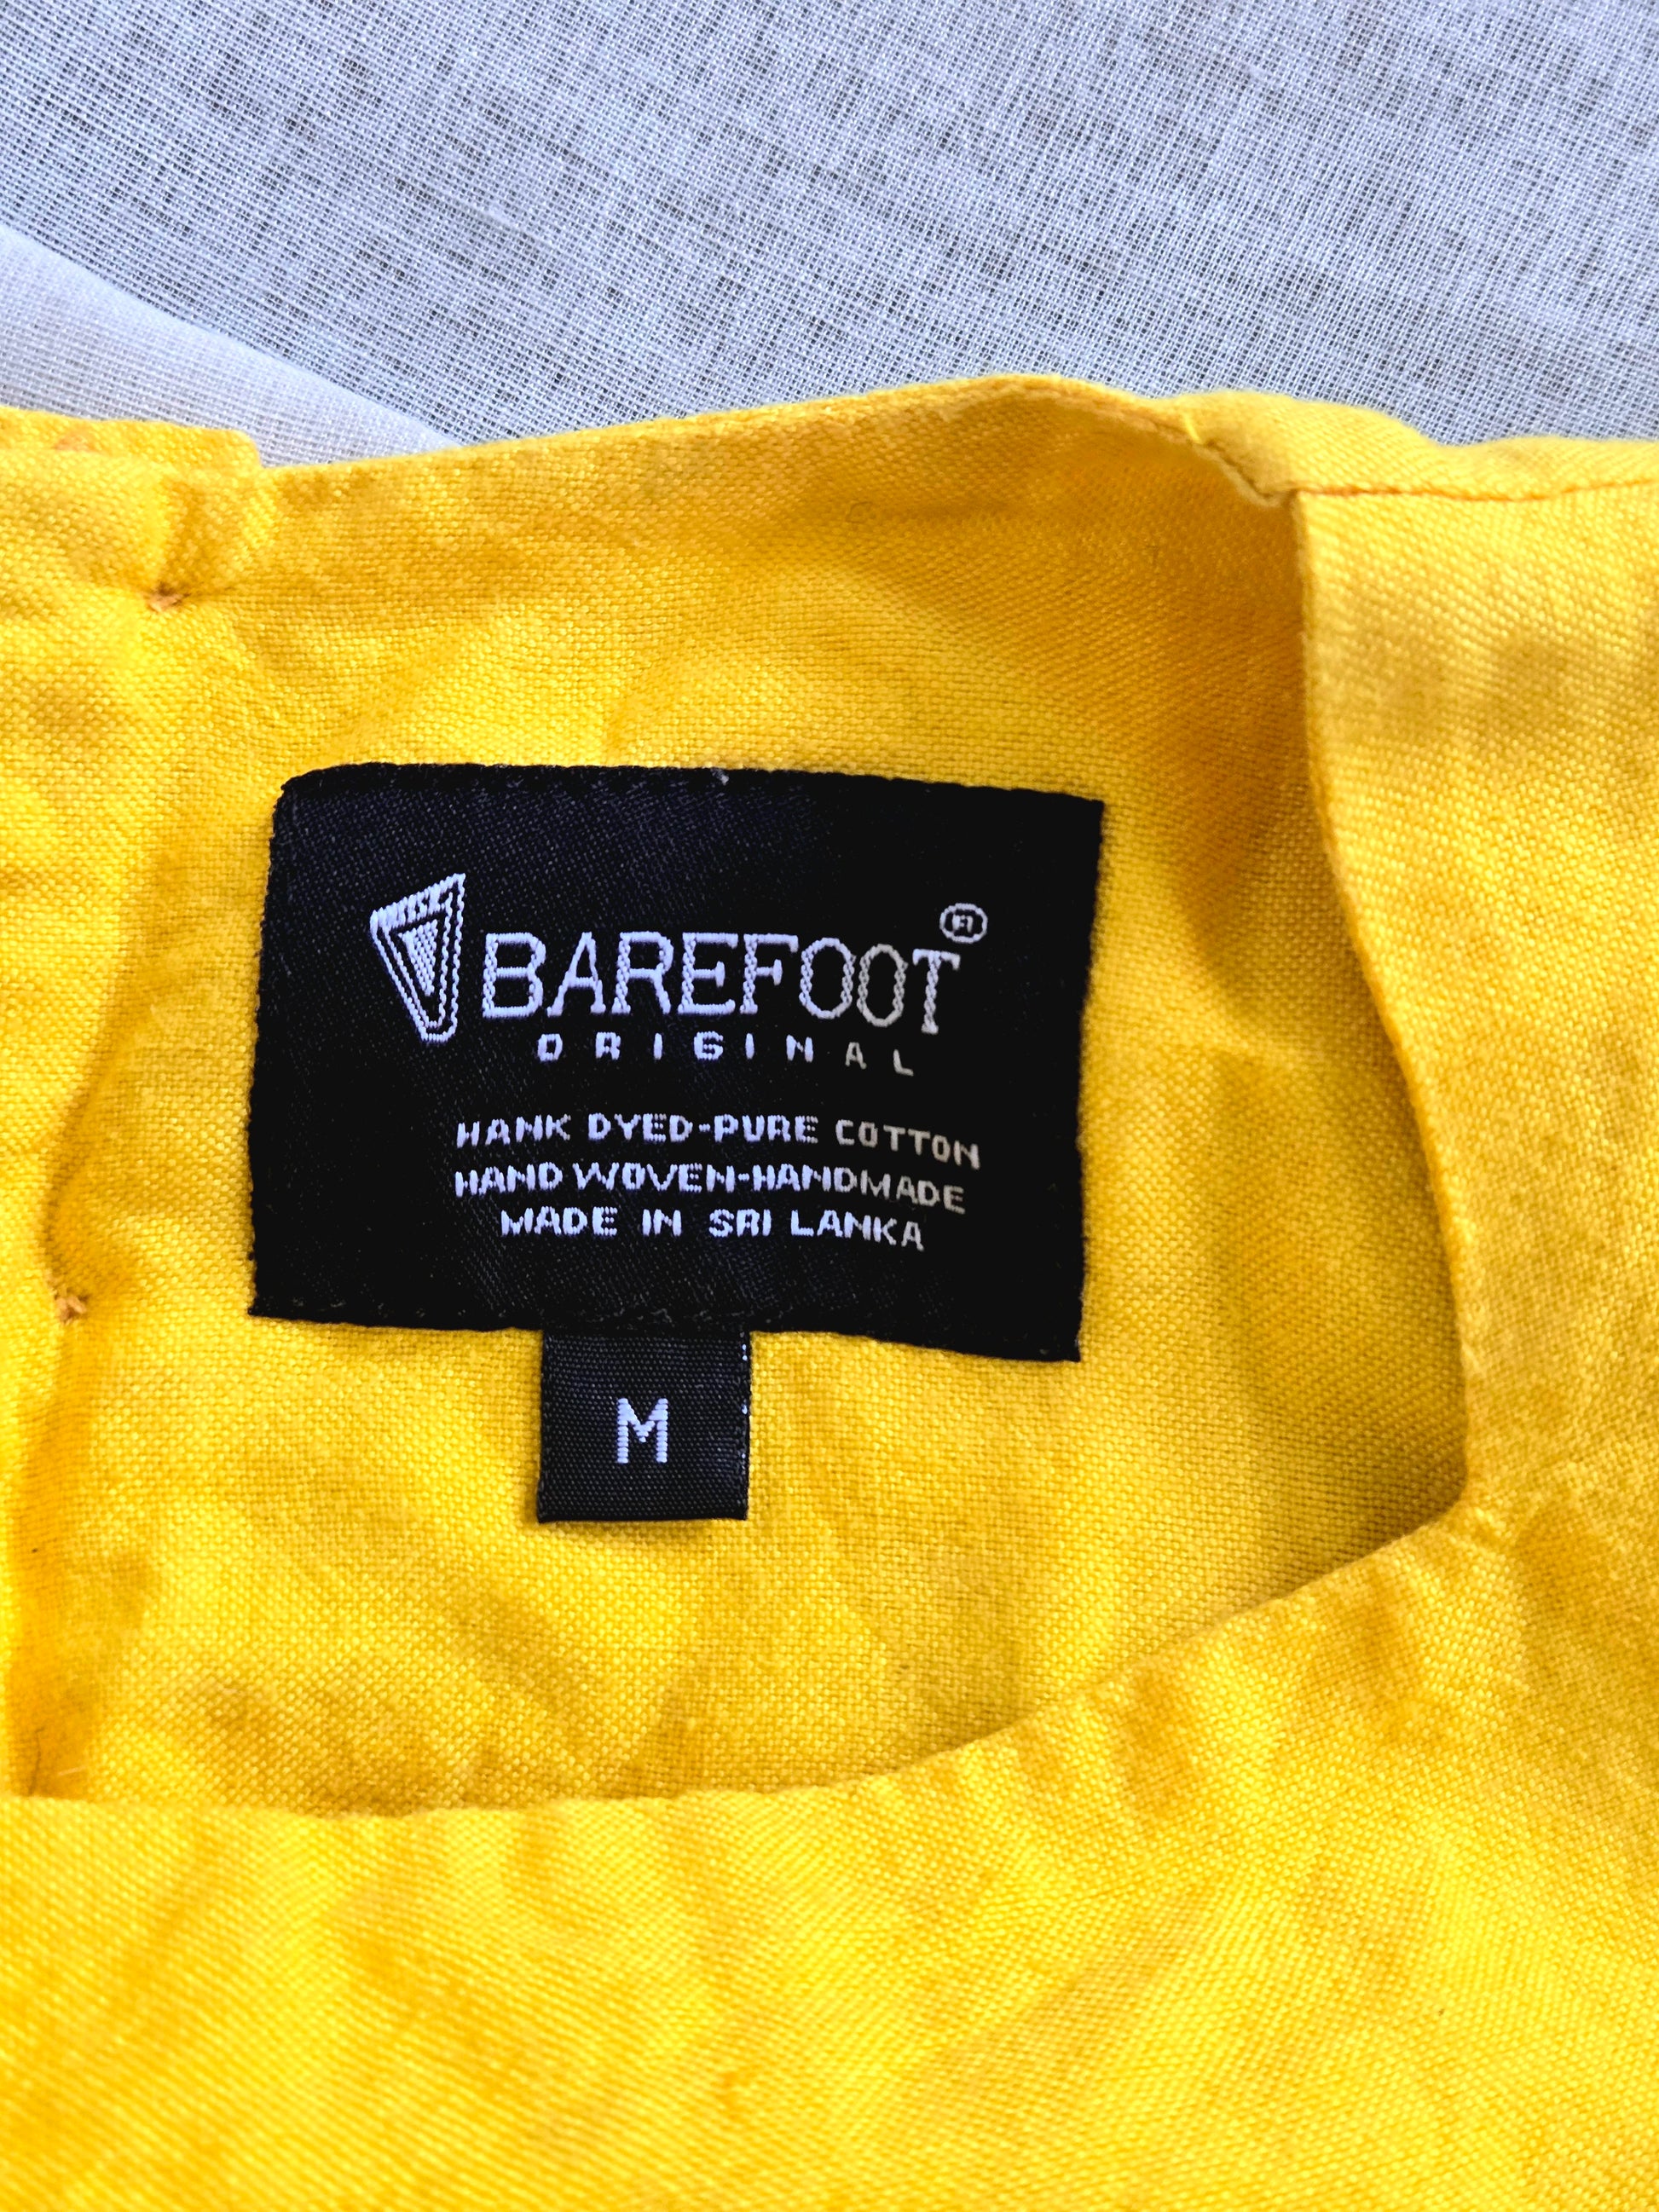 BAREFOOT ®
ORIGINAL
HANK DYED-PURE COTTON
HAND WOVEN-HANDMADE
MADE IN SRI LANKA
M